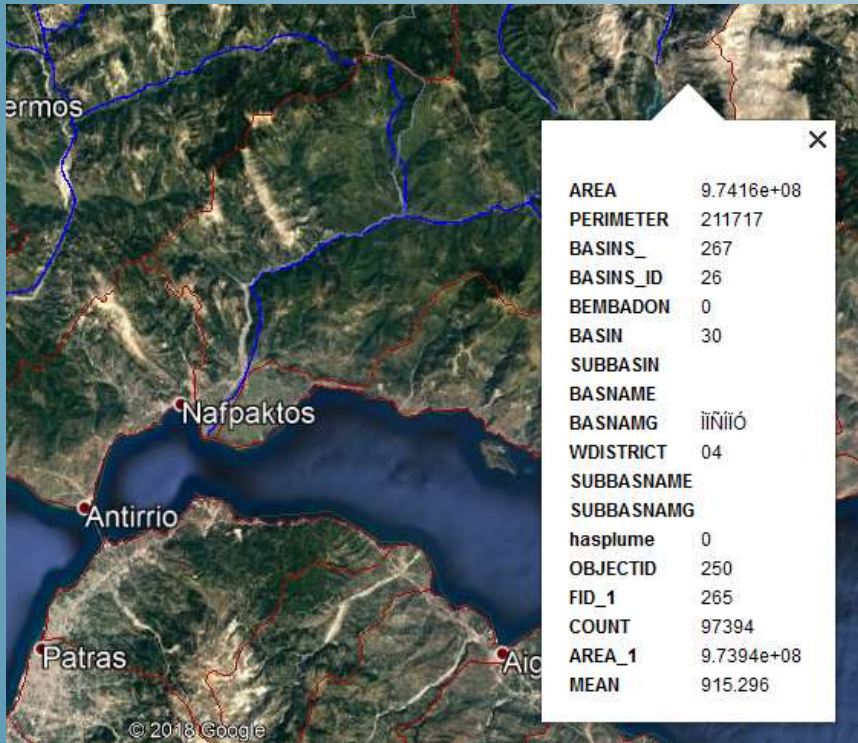 ermos
×
AREA 9.7416e+08
PERIMETER 211717
BASINS_ 267
BASINS_ID 26
BEMBADON 0
BASIN 30
SUBBASIN
BASNAME
BASNAMG ÌÏÑÍÏÓ
WDISTRICT 04
SUBBASNAME
SUBBASNAMG
hasplume 0
OBJECTID 250
FID_1 265
COUNT 97394
AREA_1 9.7394e+08
MEAN 915.296
Nafpaktos
Antirrio
Patras
Aig
© 2018 Google